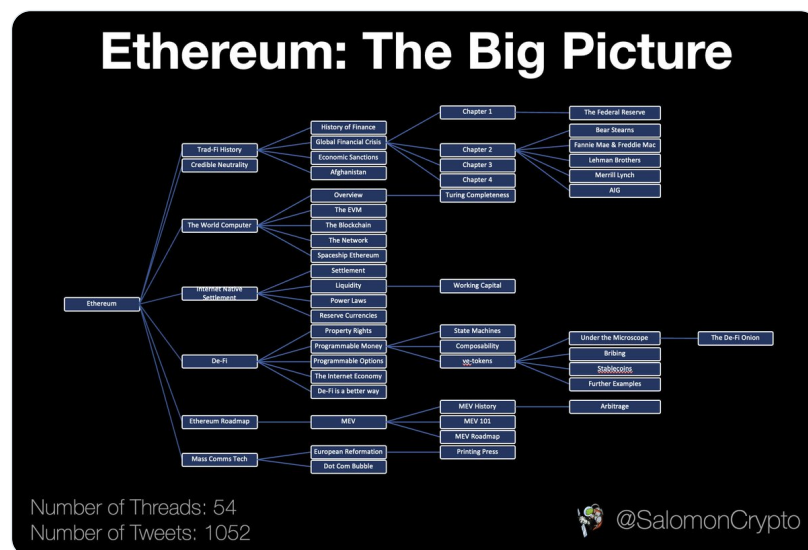 Ethereum: The Big Picture
Ethereum
Trad-Fi History
Credible Neutrality
The World Computer
Internet Native
Settlement
De-Fi
Ethereum Roadmap
Mass Comms Tech
History of Finance
Global Financial Crisis
Economic Sanctions
Afghanistan
Overview
The EVM
The Blockchain
The Network
Spaceship Ethereum
Settlement
Liquidity
Power Laws
Reserve Currencies
Property Rights
Programmable Money
Programmable Options
The Internet Economy
De-Fi is a better way
MEV
European Reformation
Dot Com Bubble
Chapter 1
Chapter 2
Chapter 3
Chapter 4
Turing Completeness
Working Capital
State Machines
Composability
ve-tokens
MEV History
MEV 101
MEV Roadmap
Printing Press
The Federal Reserve
Bear Stearns
Fannie Mae & Freddie Mac
Lehman Brothers
Merrill Lynch
AIG
Under the Microscope
Bribing
Stablecoins
Further Examples
Arbitrage
The De-Fi Onion
Number of Threads: 54
Number of Tweets: 1052
@SalomonCrypto